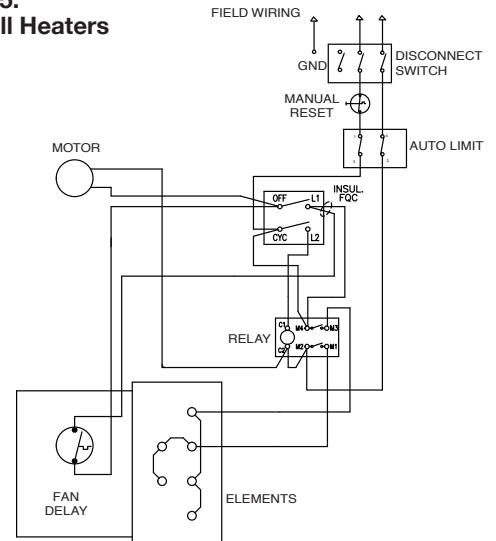 5.
ll Heaters
FIELD WIRING
GND
DISCONNECT
SWITCH
MANUAL
RESET
AUTO LIMIT
MOTOR
INSUL.
FQC
OFF
L1
CYC
L2
RELAY
C1
M4
M3
C2
M2
M1
FAN
DELAY
ELEMENTS